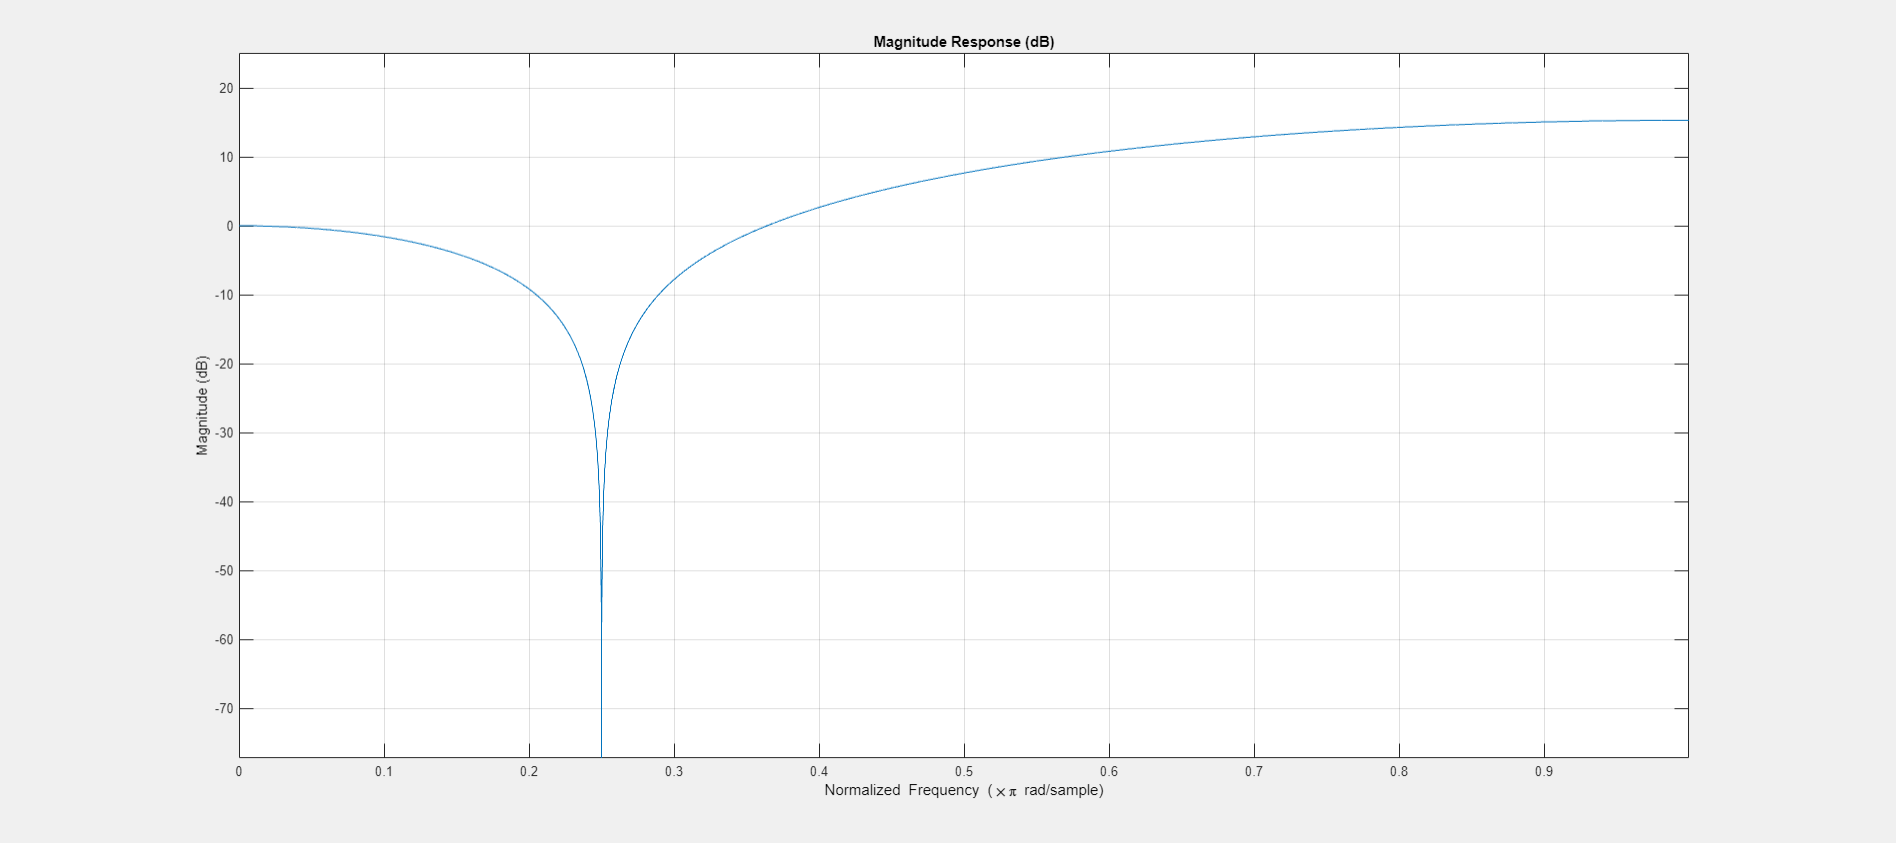 Magnitude Response (dB)
20
10
0
-10
-20
-30
-40
-50
-60
-70
Magnitude (dB)
0 0.1 0.2 0.3 0.4 0.5 0.6 0.7 0.8 0.9
Normalized Frequency (×π rad/sample)